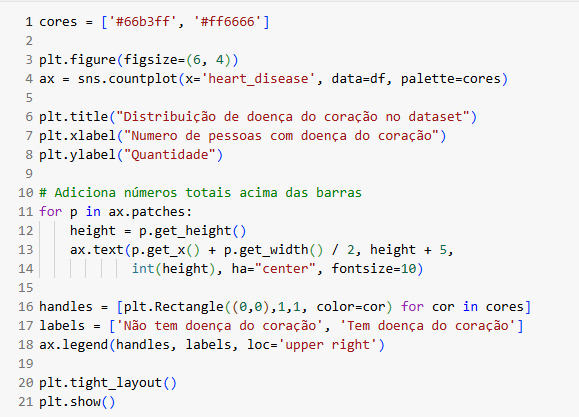 1 cores = ['#66b3ff', '#ff6666']
2
3 plt.figure(figsize=(6, 4))
4 ax = sns.countplot(x='heart_disease', data=df, palette=cores)
5
6 plt.title("Distribuição de doença do coração no dataset")
7 plt.xlabel("Numero de pessoas com doença do coração")
8 plt.ylabel("Quantidade")
9
10 # Adiciona números totais acima das barras
11 for p in ax.patches:
12     height = p.get_height()
13     ax.text(p.get_x() + p.get_width() / 2, height + 5,
14             int(height), ha="center", fontsize=10)
15
16 handles = [plt.Rectangle((0,0),1,1, color=cor) for cor in cores]
17 labels = ['Não tem doença do coração', 'Tem doença do coração']
18 ax.legend(handles, labels, loc='upper right')
19
20 plt.tight_layout()
21 plt.show()